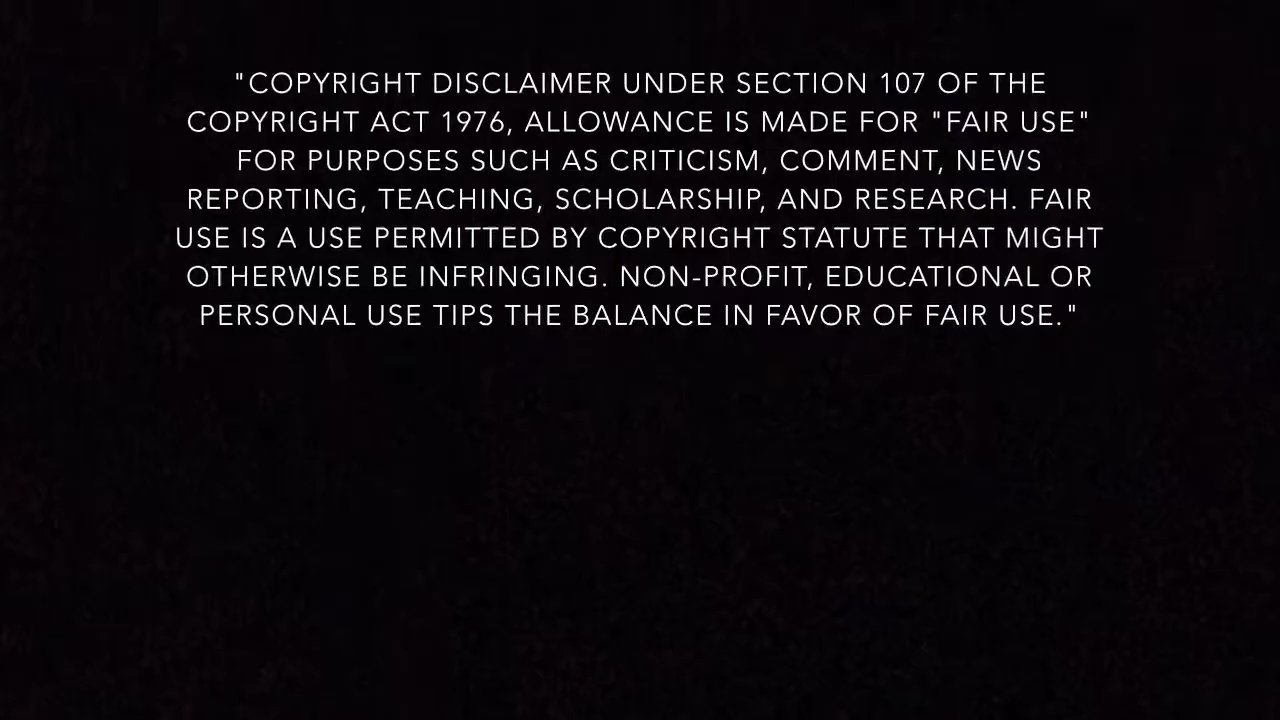 "COPYRIGHT DISCLAIMER UNDER SECTION 107 OF THE
COPYRIGHT ACT 1976, ALLOWANCE IS MADE FOR "FAIR USE"
FOR PURPOSES SUCH AS CRITICISM, COMMENT, NEWS
REPORTING, TEACHING, SCHOLARSHIP, AND RESEARCH. FAIR
USE IS A USE PERMITTED BY COPYRIGHT STATUTE THAT MIGHT
OTHERWISE BE INFRINGING. NON-PROFIT, EDUCATIONAL OR
PERSONAL USE TIPS THE BALANCE IN FAVOR OF FAIR USE."